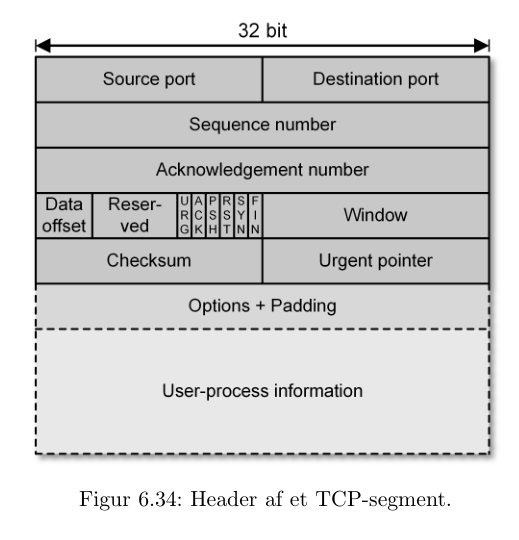 32 bit
Source port Destination port
Sequence number
Acknowledgement number
Data offset Reser-ved URG ACK PSH RST SYN FIN Window
Checksum Urgent pointer
Options + Padding
User-process information
Figur 6.34: Header af et TCP-segment.